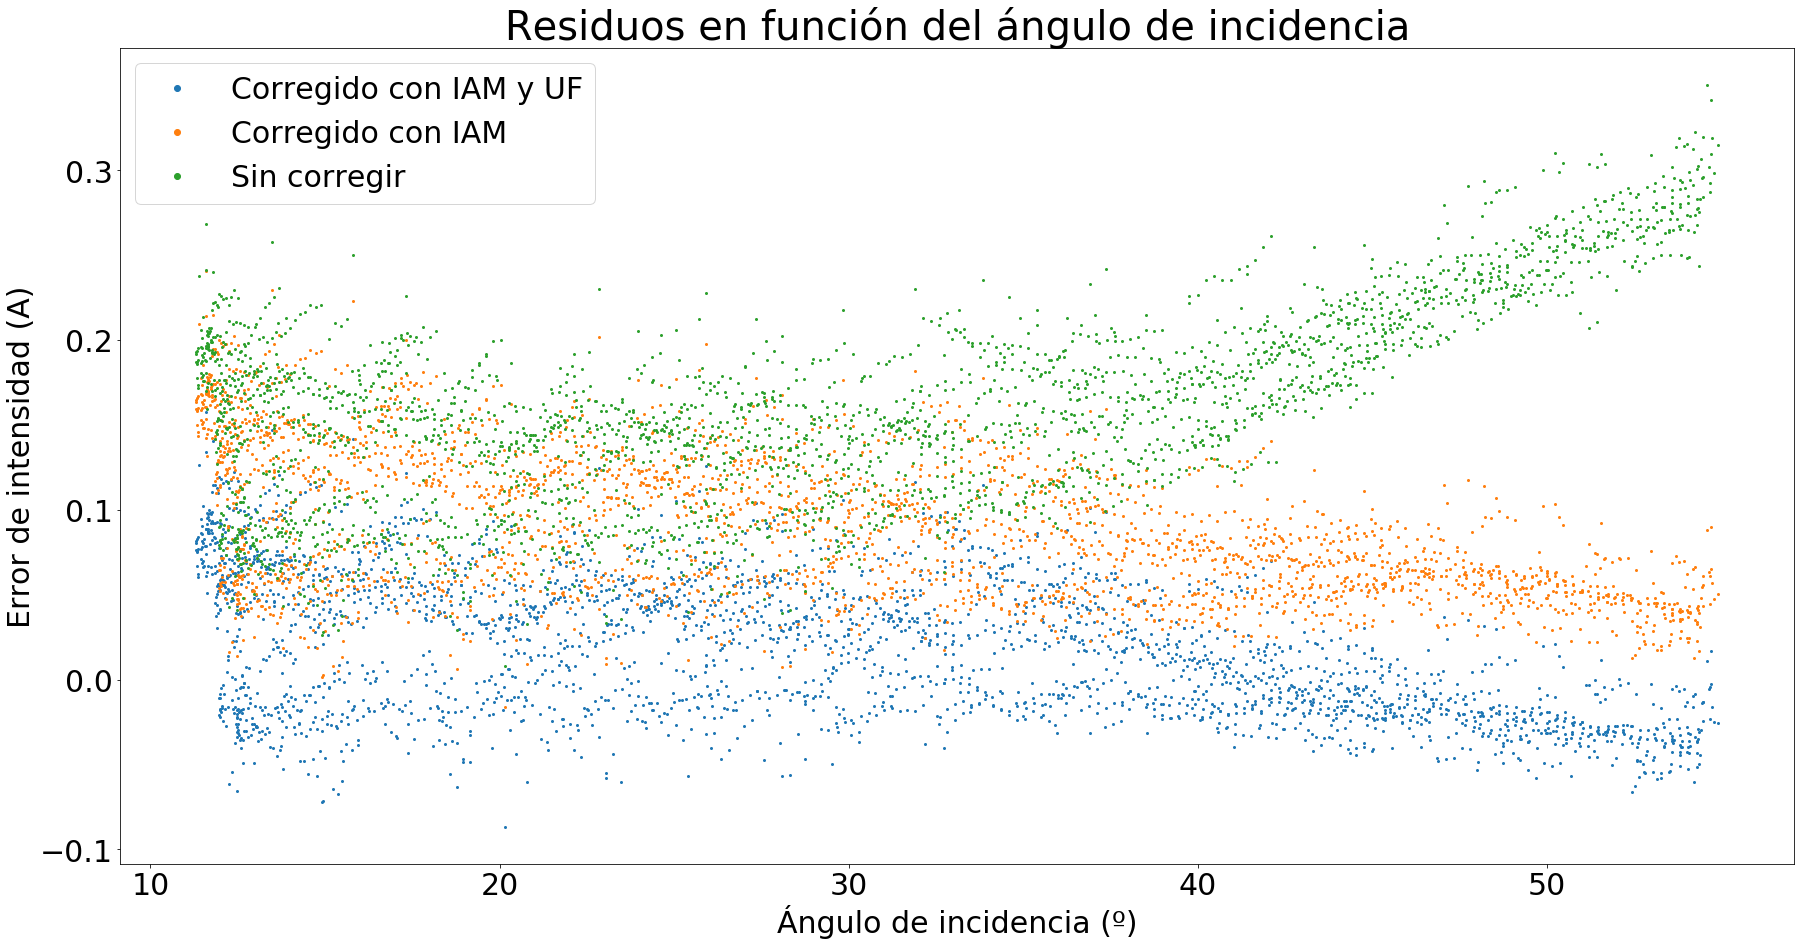 Residuos en función del ángulo de incidencia
Corregido con IAM y UF
Corregido con IAM
Sin corregir
Error de intensidad (A)
0.3
0.2
0.1
0.0
−0.1
10 20 30 40 50
Ángulo de incidencia (º)